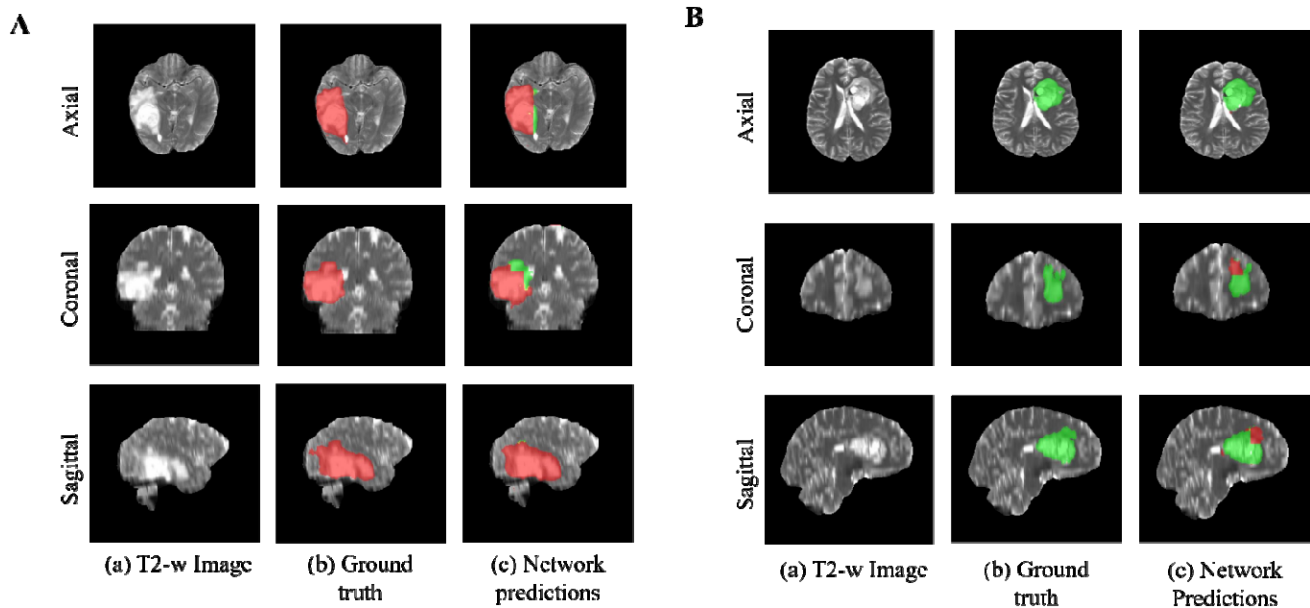 A
Axial
Coronal
Sagittal
(a) T2-w Image
(b) Ground
truth
(c) Network
predictions
B
Axial
Coronal
Sagittal
(a) T2-w Image
(b) Ground
truth
(c) Network
Predictions